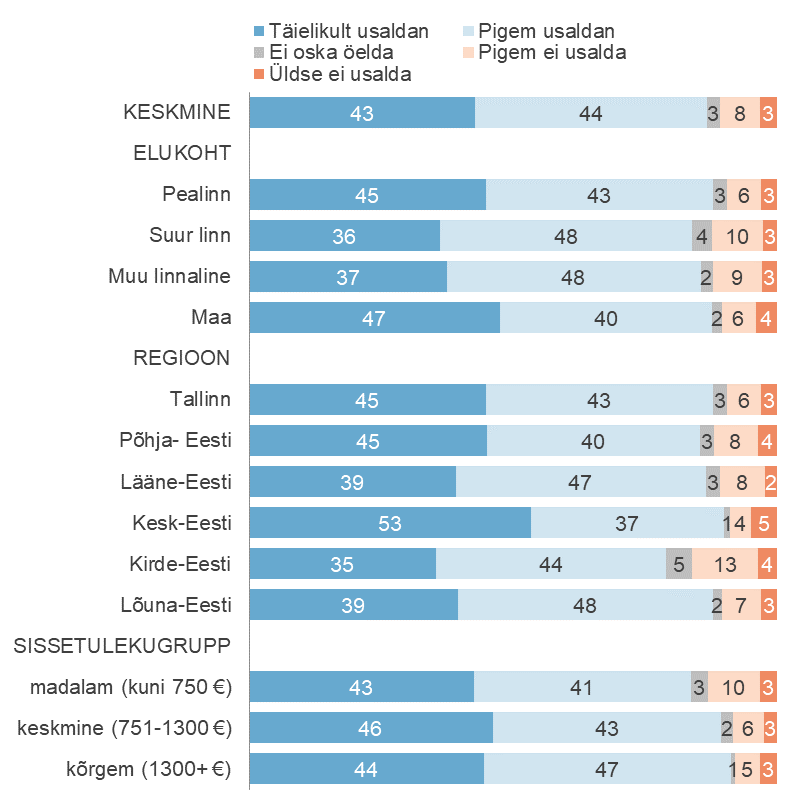 Täielikult usaldan Pigem usaldan
Ei oska öelda Pigem ei usalda
Üldse ei usalda
KESKMINE 43 44 3 8 3
ELUKOHT
Pealinn 45 43 3 6 3
Suur linn 36 48 4 10 3
Muu linnaline 37 48 2 9 3
Maa 47 40 2 6 4
REGIOON
Tallinn 45 43 3 6 3
Põhja- Eesti 45 40 3 8 4
Lääne-Eesti 39 47 3 8 2
Kesk-Eesti 53 37 1 4 5
Kirde-Eesti 35 44 5 13 4
Lõuna-Eesti 39 48 2 7 3
SISSETULEKUGRUPP
madalam (kuni 750 €) 43 41 3 10 3
keskmine (751-1300 €) 46 43 2 6 3
kõrgem (1300+ €) 44 47 1 5 3